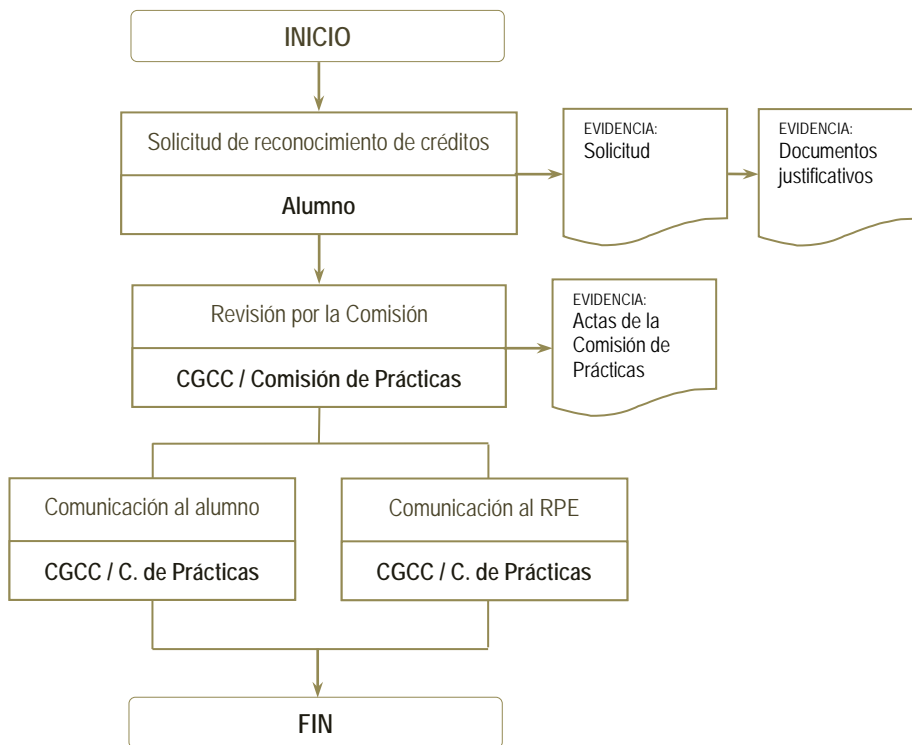 INICIO
Solicitud de reconocimiento de créditos
Alumno
EVIDENCIA:
Solicitud
EVIDENCIA:
Documentos
justificativos
Revisión por la Comisión
CGCC / Comisión de Prácticas
EVIDENCIA:
Actas de la
Comisión de
Prácticas
Comunicación al alumno
CGCC / C. de Prácticas
Comunicación al RPE
CGCC / C. de Prácticas
FIN